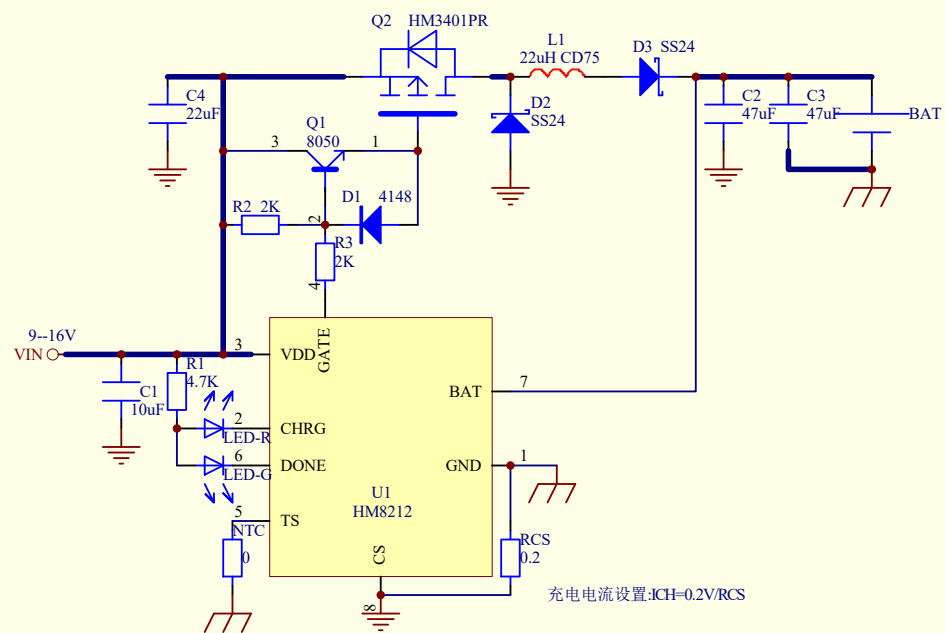 Q2 HM3401PR
L1
22uH CD75
D3 SS24
C4
22uF
D2
SS24
C2
47uF
C3
47uF
BAT
Q1
8050
3
1
R2 2K
2
D1 4148
R3
2K
4
9--16V
VIN
3
VDD
GATE
R1
4.7K
C1
10uF
2
CHRG
LED-R
6
DONE
LED-G
5
TS
NTC
0
BAT
7
GND
1
U1
HM8212
CS
8
RCS
0.2
充电电流设置:ICH=0.2V/RCS